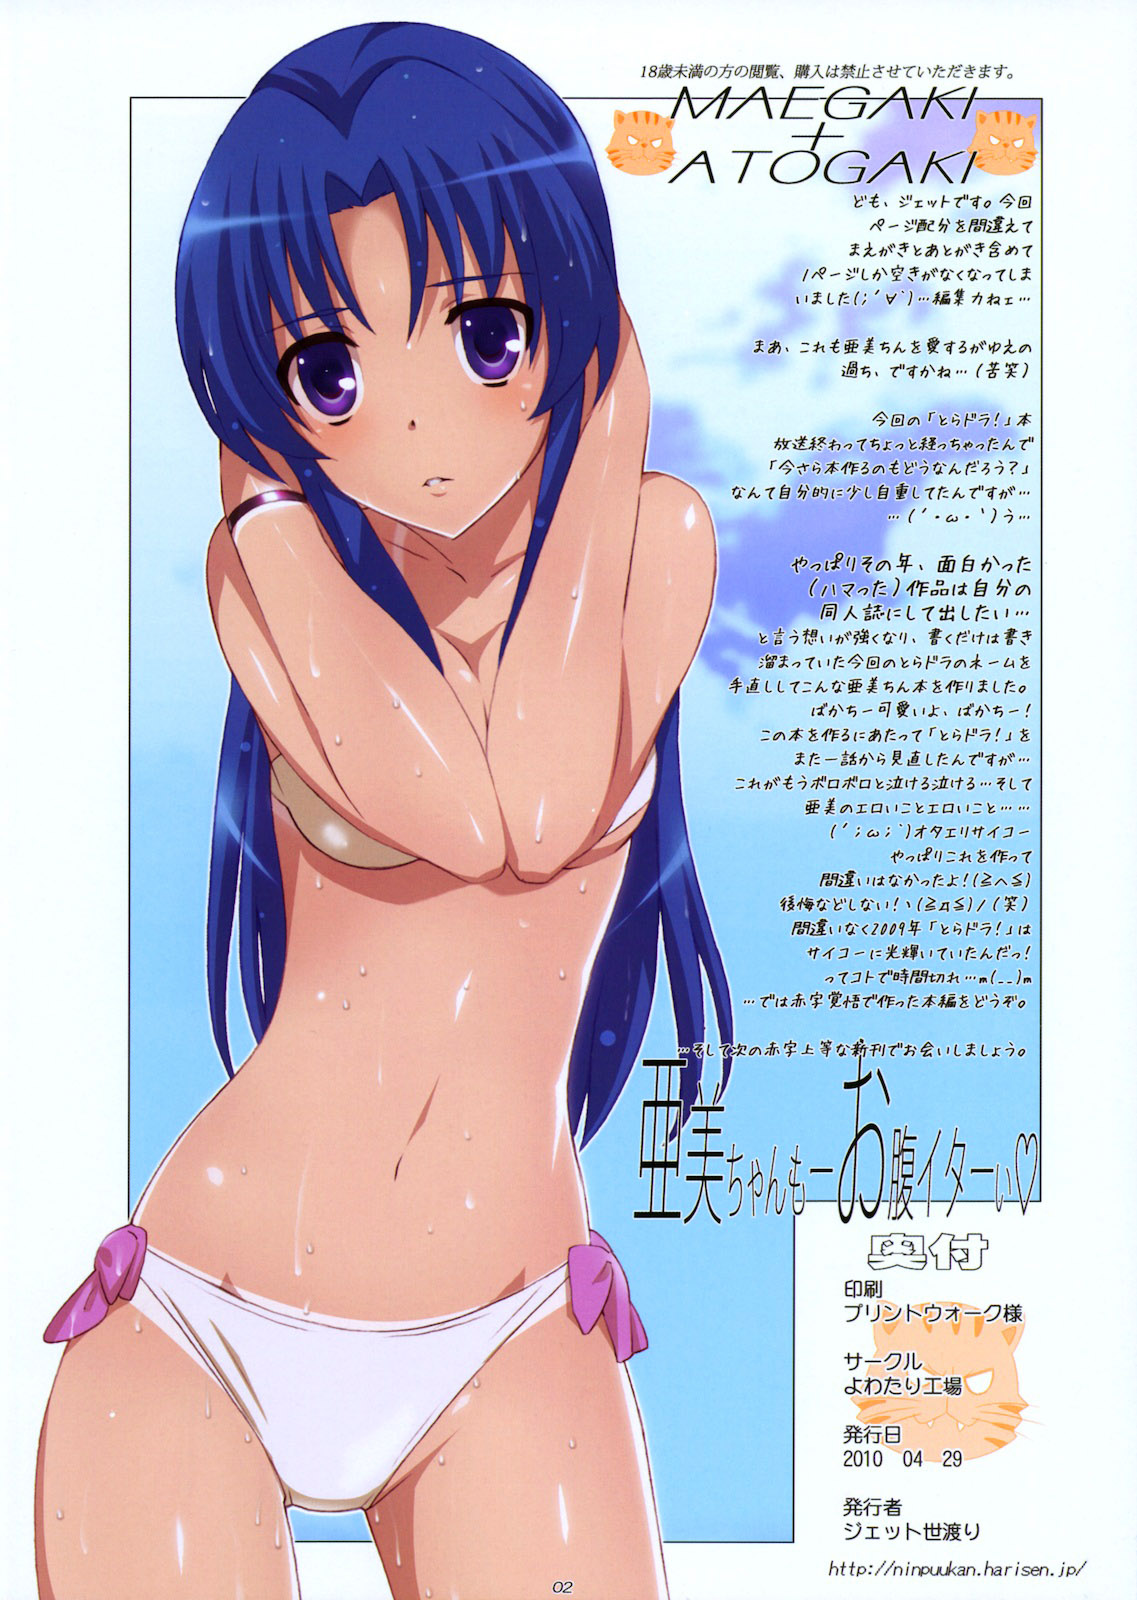 18歳未満の方の閲覧、購入は禁止させていただきます。
MAEGAKI
+
ATOGAKI
ども、ジェットです。今回
ページ配分を間違えて
まえがきとあとがき含めて
1ページしか空きがなくなってしま
いました(;´∀`)…編集力ねェ…
まあ、これも亜美ちんを愛するがゆえの
過ち、ですかね…(苦笑)
今回の「とらドラ!」本
放送終わってちょっと経っちゃったんで
「今さら本作るのもどうなんだろう?」
なんて自分的に少し自重してたんですが…
…(´・ω・`)う…
やっぱりその年、面白かった
(ハマった)作品は自分の
同人誌にして出したい…
と言う想いが強くなり、書くだけは書き
溜まっていた今回のとらドラのネームを
手直ししてこんな亜美ちん本を作りました。
ばかちー可愛いよ、ばかちー!
この本を作るにあたって「とらドラ!」を
また一話から見直したんですが…
これがもうボロボロと泣ける泣ける…そして
亜美のエロいことエロいこと……
(´;ω;`)オタエリサイコー
やっぱりこれを作って
間違いはなかったよ!(≧へ≦)
後悔などしない!ヽ(≧Д≦)/(笑)
間違いなく2009年「とらドラ!」は
サイコーに光輝いていたんだっ!
ってコトで時間切れ…m(__)m
…では赤字覚悟で作った本編をどうぞ。
…そして次の赤字上等な新刊でお会いしましょう。
亜美ちゃんもーお腹イターい♡
奥付
印刷
プリントウォーク様
サークル
よわたり工場
発行日
2010 04 29
発行者
ジェット世渡り
http://ninpuukan.harisen.jp/
02